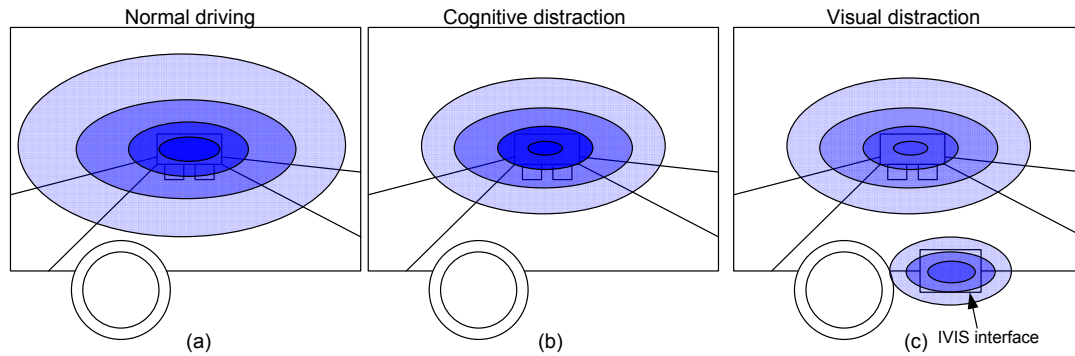 Normal driving
Cognitive distraction
Visual distraction
(a)
(b)
(c)
IVIS interface